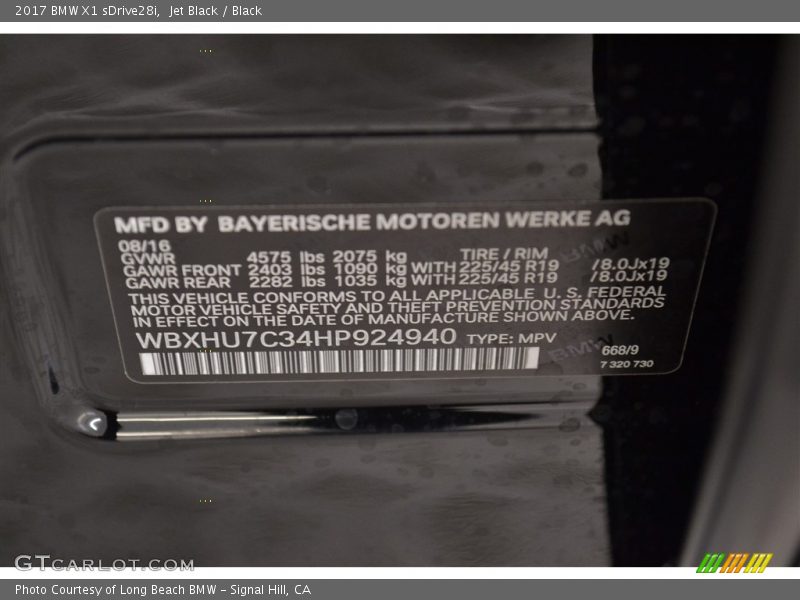 2017 BMW X1 sDrive28i, Jet Black / Black
MFD BY BAYERISCHE MOTOREN WERKE AG
08/16
GVWR 4575 lbs 2075 kg TIRE / RIM
GAWR FRONT 2403 lbs 1090 kg WITH 225/45 R19 /8.0Jx19
GAWR REAR 2282 lbs 1035 kg WITH 225/45 R19 /8.0Jx19
THIS VEHICLE CONFORMS TO ALL APPLICABLE U.S. FEDERAL
MOTOR VEHICLE SAFETY AND THEFT PREVENTION STANDARDS
IN EFFECT ON THE DATE OF MANUFACTURE SHOWN ABOVE.
WBXHU7C34HP924940 TYPE: MPV
BMW 668/9
7 320 730
GTCARLOT.COM
Photo Courtesy of Long Beach BMW - Signal Hill, CA